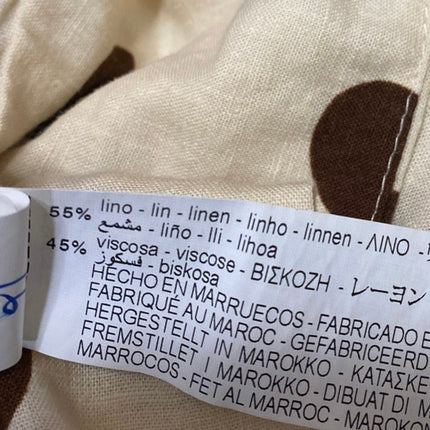 55% lino - lin - linen - linho - linnen - ΛΙΝΟ -
مشمع - liño - lli - lihoa
45% viscosa - viscose - ΒΙΣΚΟΖΗ - レーヨン
فسكوز - biskosa
HECHO EN MARRUECOS - FABRICADO E
FABRIQUÉ AU MAROC - GEFABRICEERD
HERGESTELLT IN MAROKKO - ΚΑΤΑΣΚΕ
FREMSTILLET I MAROKKO - DIBUAT DI M
MARROCOS - FET AL MARROC - MAROKO